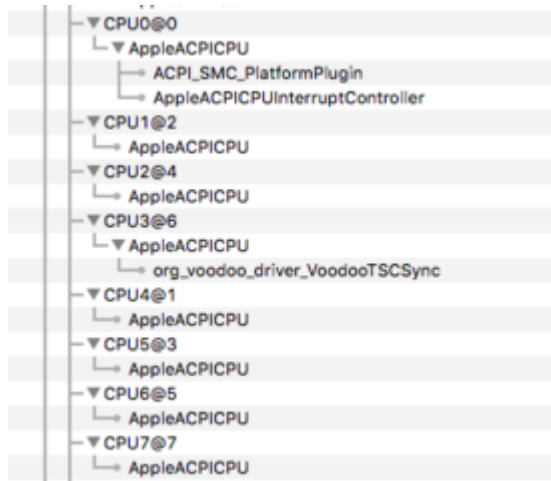 CPU0@0
AppleACPICPU
ACPI_SMC_PlatformPlugin
AppleACPICPUInterruptController
CPU1@2
AppleACPICPU
CPU2@4
AppleACPICPU
CPU3@6
AppleACPICPU
org_voodoo_driver_VoodooTSCSync
CPU4@1
AppleACPICPU
CPU5@3
AppleACPICPU
CPU6@5
AppleACPICPU
CPU7@7
AppleACPICPU